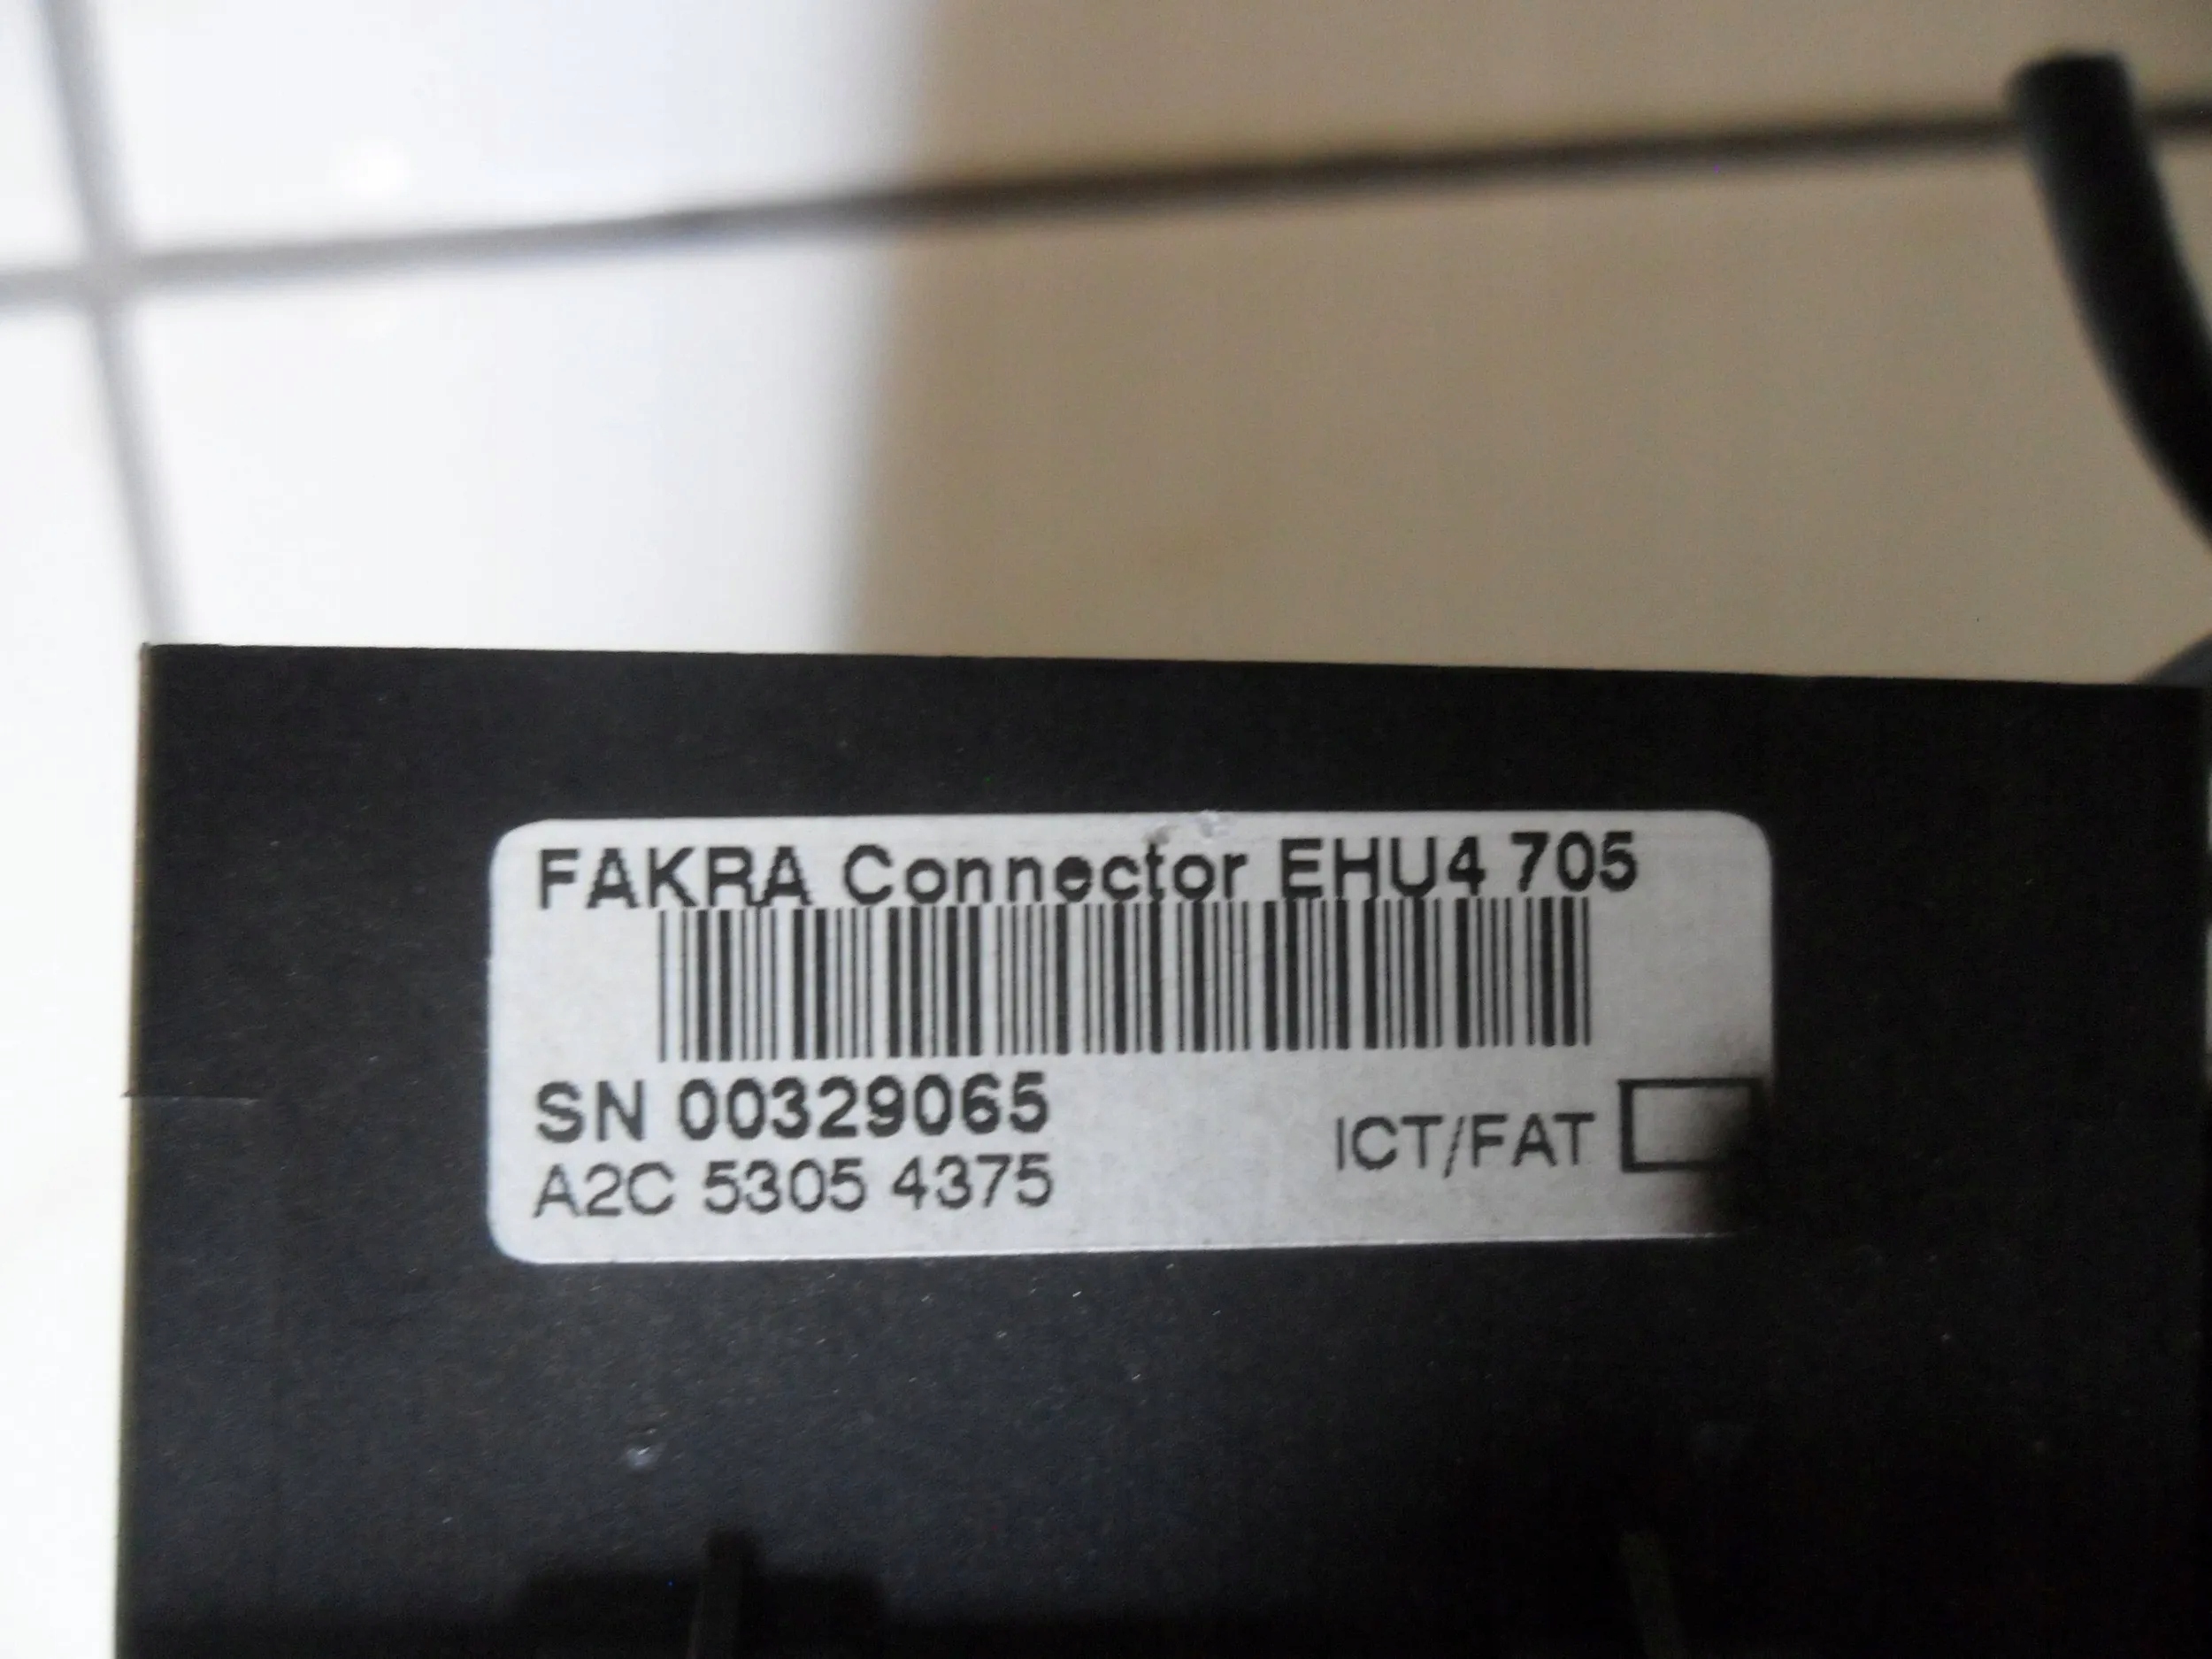 FAKRA Connector EHU4 705
SN 00329065
ICT/FAT
A2C 5305 4375